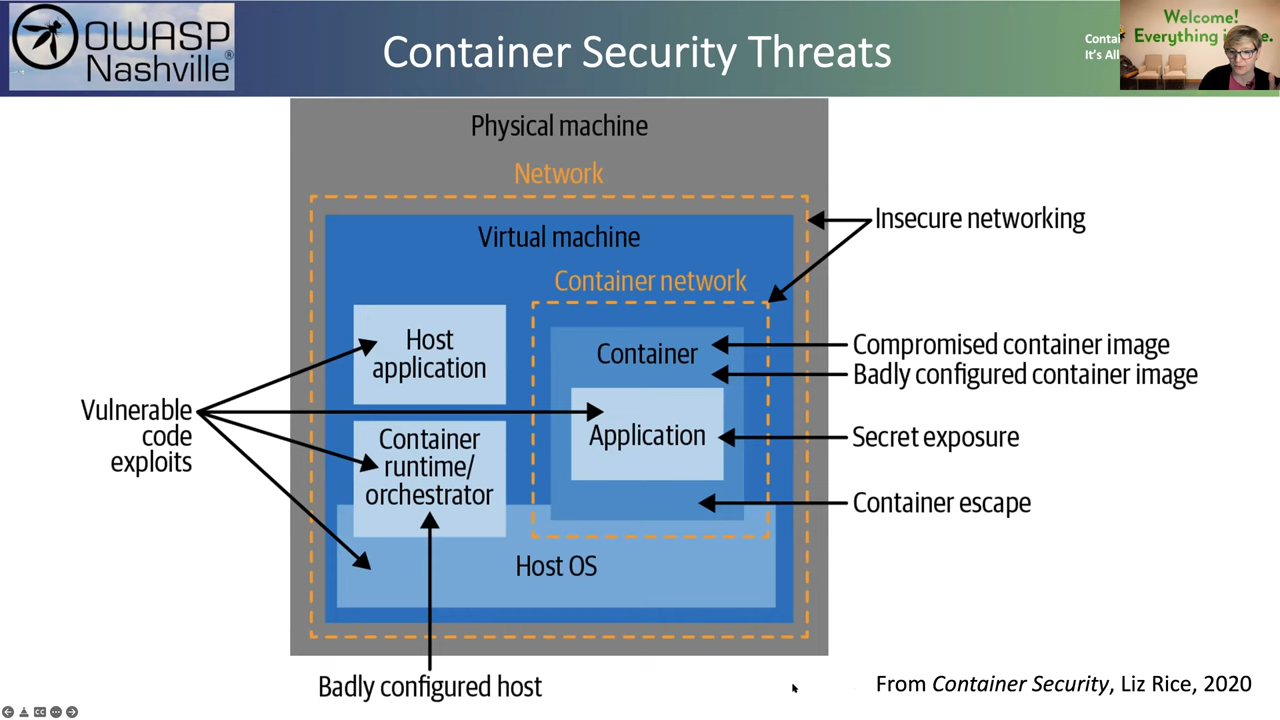 OWASP
Nashville®
Container Security Threats
It's All
Welcome!
Everything
Physical machine
Network
Virtual machine
Container network
Host
application
Container
runtime/
orchestrator
Container
Application
Host OS
Vulnerable
code
exploits
Insecure networking
Compromised container image
Badly configured container image
Secret exposure
Container escape
Badly configured host
From Container Security, Liz Rice, 2020
CC